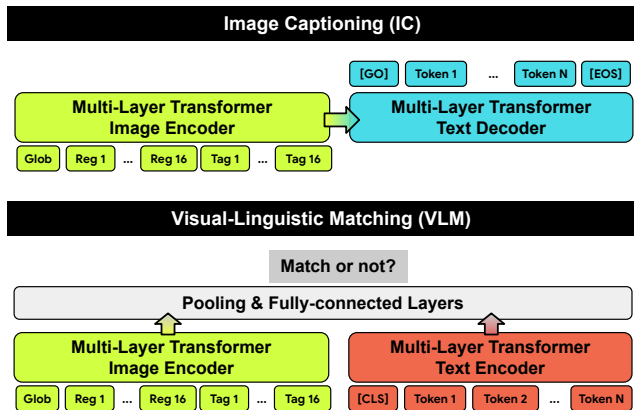 Image Captioning (IC)
[GO] Token 1 ... Token N [EOS]
Multi-Layer Transformer
Image Encoder
Multi-Layer Transformer
Text Decoder
Glob Reg 1 ... Reg 16 Tag 1 ... Tag 16
Visual-Linguistic Matching (VLM)
Match or not?
Pooling & Fully-connected Layers
Multi-Layer Transformer
Image Encoder
Multi-Layer Transformer
Text Encoder
Glob Reg 1 ... Reg 16 Tag 1 ... Tag 16
[CLS] Token 1 Token 2 ... Token N